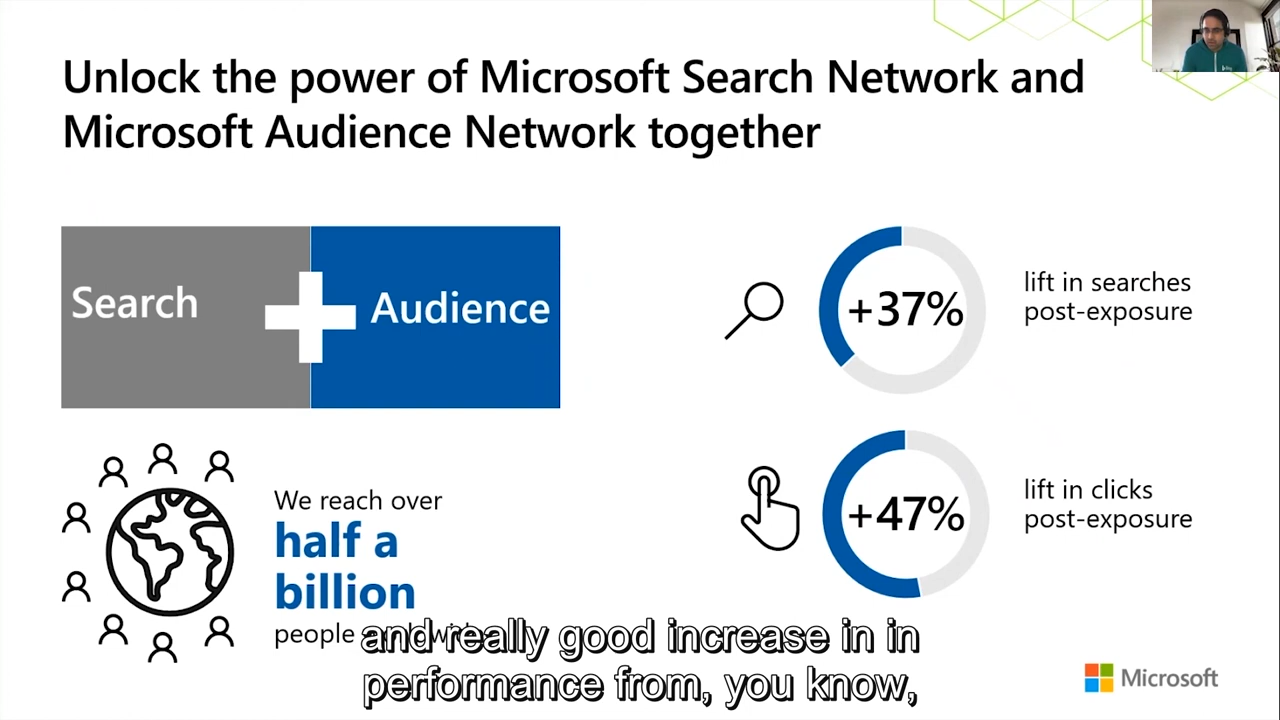 Unlock the power of Microsoft Search Network and
Microsoft Audience Network together
Search
Audience
+37%
lift in searches
post-exposure
We reach over
half a
billion
people
+47%
lift in clicks
post-exposure
and really good increase in in
performance from, you know,
Microsoft